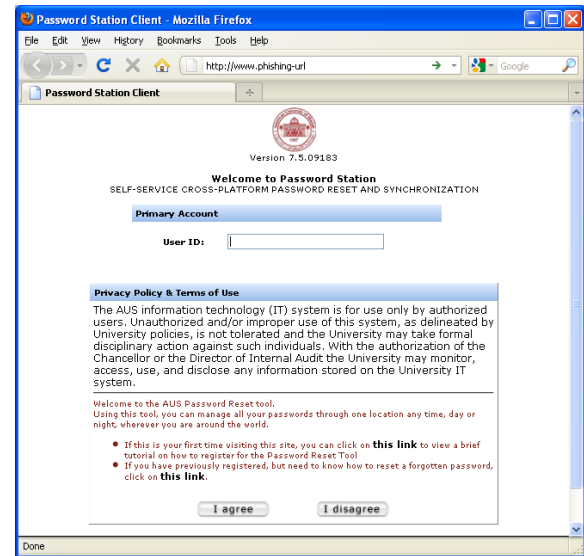 Password Station Client - Mozilla Firefox
File Edit View History Bookmarks Tools Help
http://www.phishing-url
Google
Password Station Client
Version 7.5.09183
Welcome to Password Station
SELF-SERVICE CROSS-PLATFORM PASSWORD RESET AND SYNCHRONIZATION
Primary Account
User ID:
Privacy Policy & Terms of Use
The AUS information technology (IT) system is for use only by authorized
users. Unauthorized and/or improper use of this system, as delineated by
University policies, is not tolerated and the University may take formal
disciplinary action against such individuals. With the authorization of the
Chancellor or the Director of Internal Audit the University may monitor,
access, use, and disclose any information stored on the University IT
system.
Welcome to the AUS Password Reset tool.
Using this tool, you can manage all your passwords through one location any time, day or
night, wherever you are around the world.
If this is your first time visiting this site, you can click on this link to view a brief
tutorial on how to register for the Password Reset Tool
If you have previously registered, but need to know how to reset a forgotten password,
click on this link.
I agree I disagree
Done